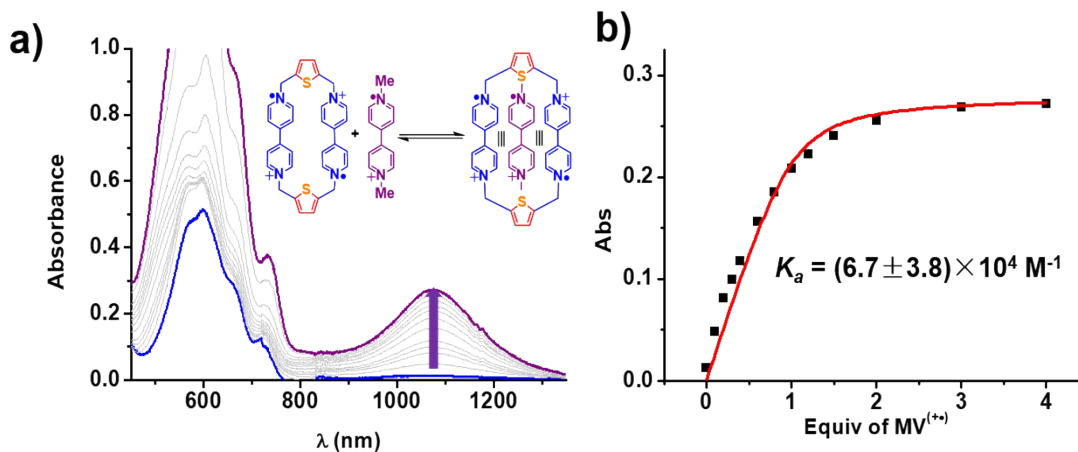 a)
1.0
0.8
0.6
0.4
0.2
0.0
Absorbance
600
800
1000
1200
λ (nm)
S
N•
N+
+N
N•
S
+
Me
N•
N+
Me
S
N•
N•
N+
+N
N+
N•
S
b)
0.3
0.2
0.1
0.0
Abs
Kₐ = (6.7±3.8)×10⁴ M⁻¹
0
1
2
3
4
Equiv of MV⁽⁺•⁾